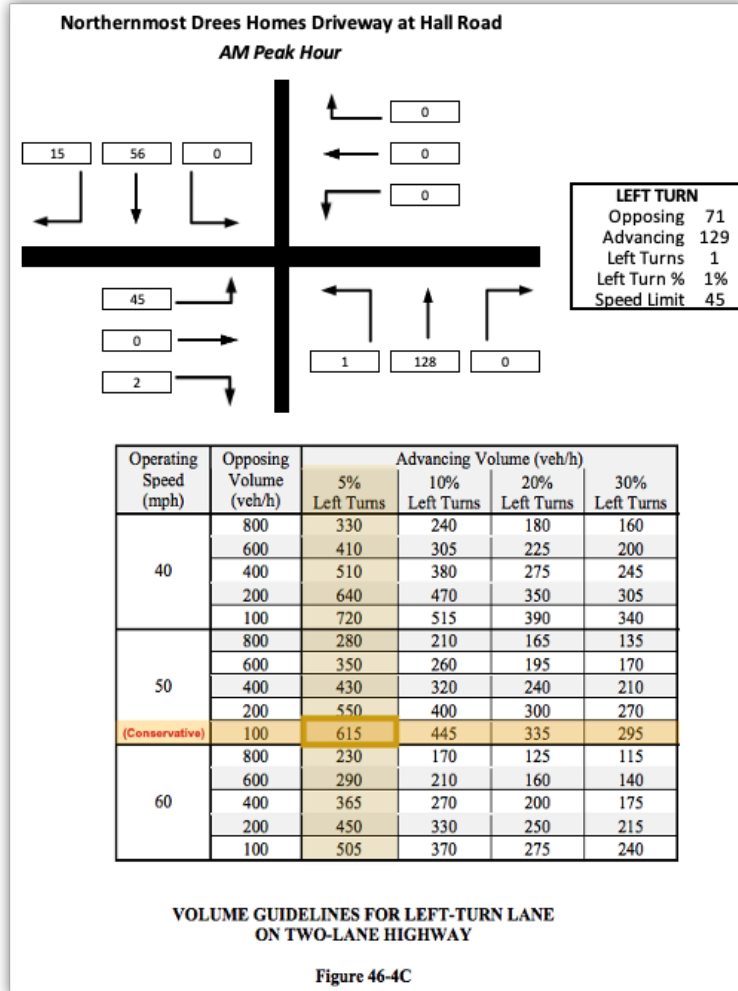 Northernmost Drees Homes Driveway at Hall Road
AM Peak Hour
0
15 56 0
0
0
LEFT TURN
Opposing 71
Advancing 129
Left Turns 1
Left Turn % 1%
Speed Limit 45
45
0
2
1 128 0
Operating Speed (mph) Opposing Volume (veh/h) Advancing Volume (veh/h)
5% Left Turns 10% Left Turns 20% Left Turns 30% Left Turns
40
800 330 240 180 160
600 410 305 225 200
400 510 380 275 245
200 640 470 350 305
100 720 515 390 340
50
800 280 210 165 135
600 350 260 195 170
400 430 320 240 210
200 550 400 300 270
(Conservative) 100 615 445 335 295
60
800 230 170 125 115
600 290 210 160 140
400 365 270 200 175
200 450 330 250 215
100 505 370 275 240
VOLUME GUIDELINES FOR LEFT-TURN LANE
ON TWO-LANE HIGHWAY
Figure 46-4C